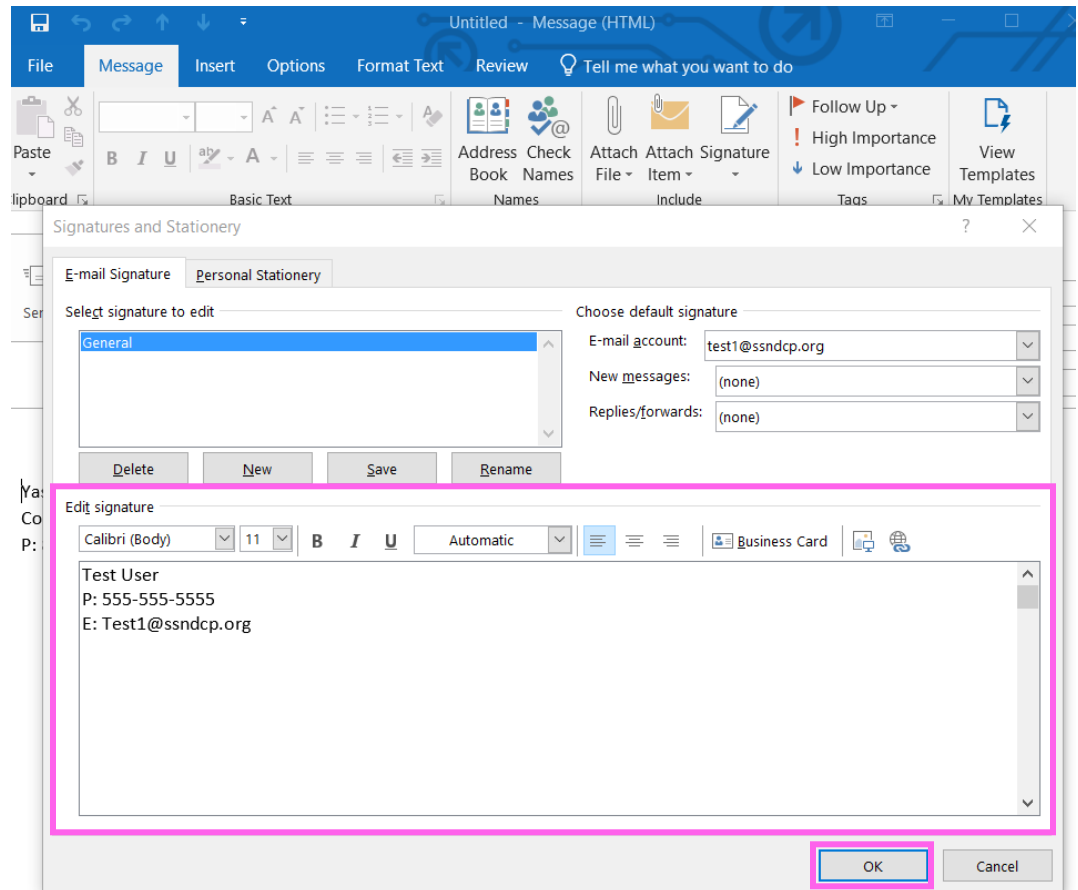 Untitled - Message (HTML)
File Message Insert Options Format Text Review Tell me what you want to do
Follow Up
High Importance
Low Importance
Paste
B I U
A
Address Book
Check Names
Attach File
Attach Item
Signature
View Templates
lipboard Basic Text Names Include Tags My Templates
Signatures and Stationery ? 
E-mail Signature Personal Stationery
Ser
Select signature to edit Choose default signature
General
E-mail account: test1@ssndcp.org
New messages: (none)
Replies/forwards: (none)
Delete New Save Rename
Ya
Co
P:
Edit signature
Calibri (Body) 11 B I U Automatic Business Card
Test User
P: 555-555-5555
E: Test1@ssndcp.org
OK Cancel